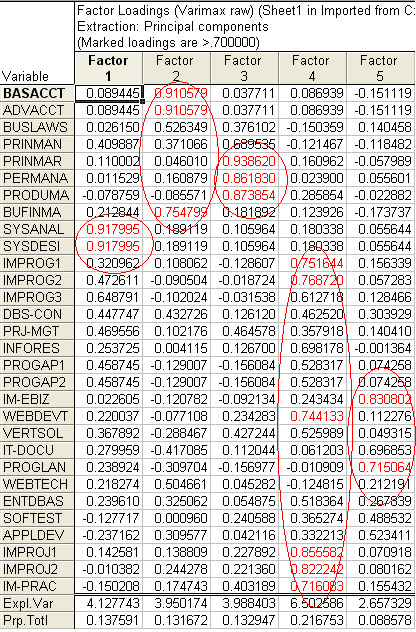 Factor Loadings (Varimax raw) (Sheet1 in Imported from C:
Extraction: Principal components
(Marked loadings are >.700000)
Variable Factor 1 Factor 2 Factor 3 Factor 4 Factor 5
BASACCT 0.089445 0.910579 0.037711 0.086939 -0.151119
ADVACCT 0.089445 0.910579 0.037711 0.086939 -0.151119
BUSLAWS 0.026150 0.526349 0.376102 -0.150359 0.140458
PRINMAN 0.409887 0.371066 0.689535 -0.121467 -0.118482
PRINMAR 0.110002 0.046010 0.938620 0.160962 -0.057989
PERMANA 0.011529 0.160879 0.861830 0.023900 0.055601
PRODUMA -0.078759 -0.085571 0.873854 0.285854 -0.022882
BUFINMA 0.212844 0.754799 0.181892 0.123926 -0.173737
SYSANAL 0.917995 0.189119 0.105964 0.180338 0.055644
SYSDESI 0.917995 0.189119 0.105964 0.180338 0.055644
IMPROG1 0.320962 0.108062 -0.128607 0.751644 0.156339
IMPROG2 0.472611 -0.090504 -0.018724 0.768720 0.057283
IMPROG3 0.648791 -0.102024 -0.031538 0.612718 0.128466
DBS-CON 0.447747 0.432726 0.126120 0.462520 0.303929
PRJ-MGT 0.469556 0.102176 0.464578 0.357918 0.140410
INFORES 0.253725 0.004115 0.126700 0.698178 -0.001364
PROGAP1 0.458745 -0.129007 -0.156084 0.528317 0.074258
PROGAP2 0.458745 -0.129007 -0.156084 0.528317 0.074258
IM-EBIZ 0.022605 -0.120782 -0.092134 0.243434 0.830802
WEBDEVT 0.220037 -0.077108 0.234283 0.744133 0.112276
VERTSOL 0.367892 -0.288467 0.427244 0.525989 0.049315
IT-DOCU 0.279959 -0.417085 0.112044 0.061203 0.696853
PROGLAN 0.238924 -0.309704 -0.156977 -0.010909 0.715064
WEBTECH 0.218274 0.504661 0.045282 -0.124815 0.212191
ENTDBAS 0.239610 0.325062 0.054875 0.518364 0.267839
SOFTEST -0.127717 0.000960 0.240588 0.365274 0.488532
APPLDEV -0.237162 0.309577 0.042116 0.332213 0.523411
IMPROJ1 0.142581 0.138809 0.227892 0.855582 0.070918
IMPROJ2 -0.010382 0.244278 0.221360 0.822242 0.080162
IM-PRAC -0.150208 0.174743 0.403189 0.716083 0.155432
Expl.Var 4.127743 3.950174 3.988403 6.502586 2.657329
Prp.Totl 0.137591 0.131672 0.132947 0.216753 0.088578